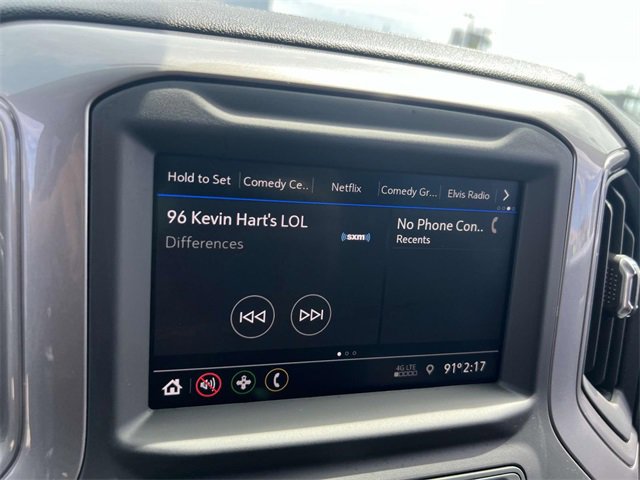 Hold to Set Comedy Ce.. Netflix Comedy Gr... Elvis Radio
96 Kevin Hart's LOL
Differences
sxm
No Phone Con..
Recents
4G LTE
91° 2:17